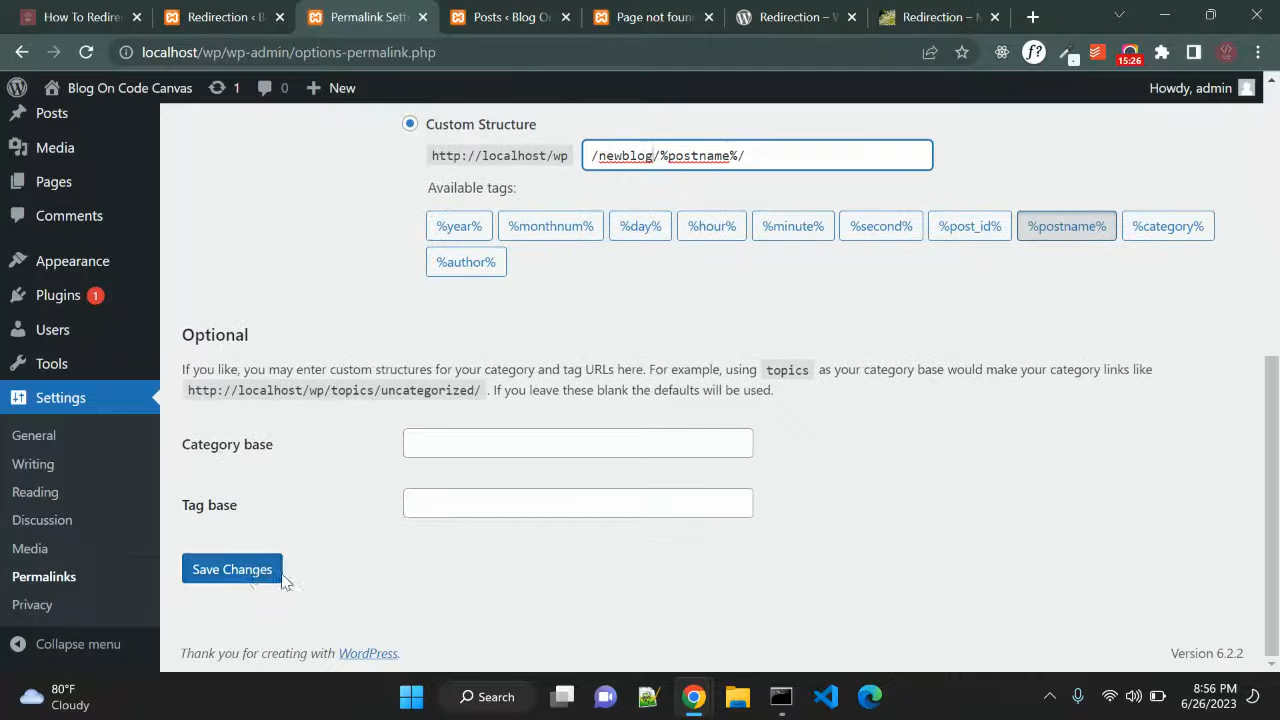 How To Redirec
Redirection ‹ B
Permalink Sett
Posts ‹ Blog O
Page not foun
Redirection – 
Redirection – M
localhost/wp/wp-admin/options-permalink.php
f?
15:26
Blog On Code Canvas
1
0
New
Howdy, admin
Posts
Media
Pages
Comments
Appearance
Plugins 1
Users
Tools
Settings
General
Writing
Reading
Discussion
Media
Permalinks
Privacy
Collapse menu
Custom Structure
http://localhost/wp /newblog/%postname%/
Available tags:
%year% %monthnum% %day% %hour% %minute% %second% %post_id% %postname% %category%
%author%
Optional
If you like, you may enter custom structures for your category and tag URLs here. For example, using topics as your category base would make your category links like
http://localhost/wp/topics/uncategorized/ . If you leave these blank the defaults will be used.
Category base
Tag base
Save Changes
Thank you for creating with WordPress.
Version 6.2.2
80°F
Cloudy
Search
8:56 PM
6/26/2023